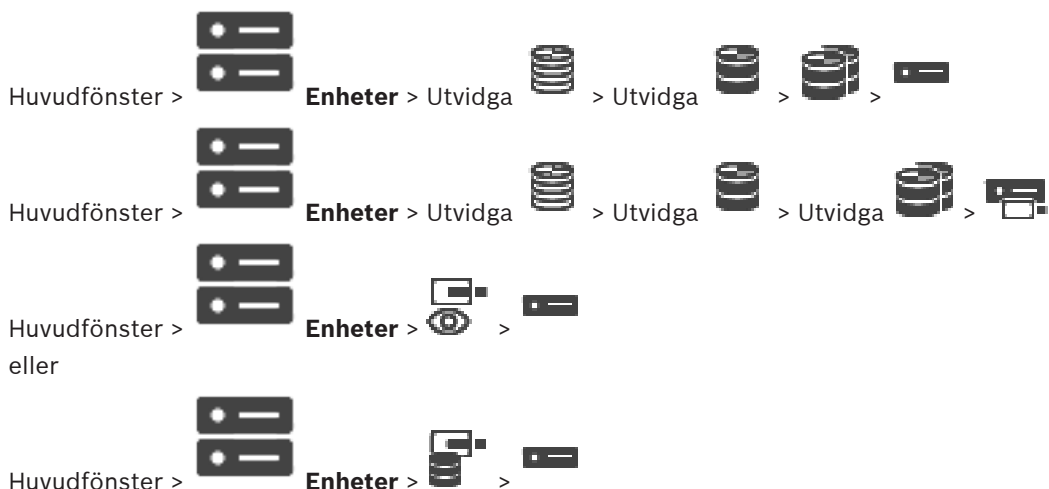 Huvudfönster > Enheter > Utvidga > Utvidga > >
Huvudfönster > Enheter > Utvidga > Utvidga > Utvidga >
Huvudfönster > Enheter > >
eller
Huvudfönster > Enheter > >